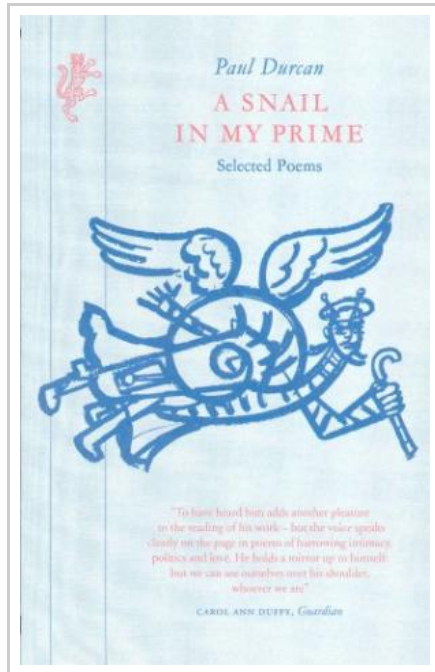 Paul Durcan
A SNAIL
IN MY PRIME
Selected Poems
"To have heard him adds another pleasure
to the reading of his work – but the voice speaks
clearly on the page in poems of harrowing intimacy,
politics and love. He holds a mirror up to himself:
but we can see ourselves over his shoulder,
whoever we are"
CAROL ANN DUFFY, Guardian